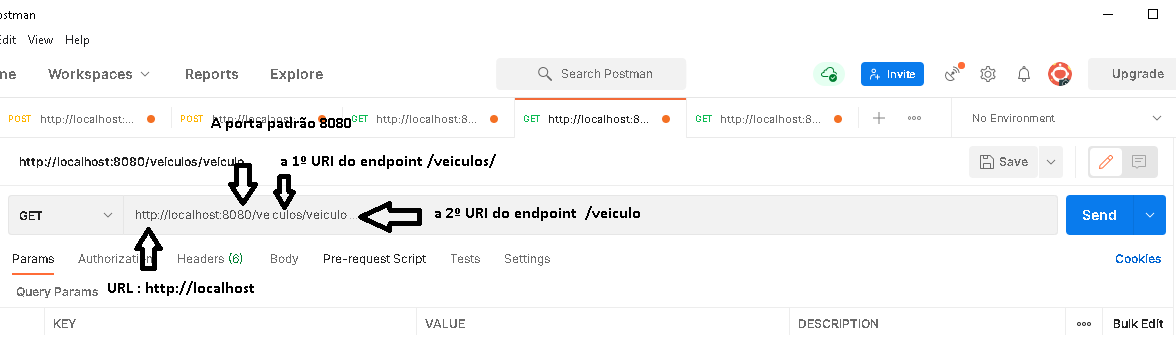 ostman
Edit View Help
me Workspaces Reports Explore Search Postman Invite Upgrade
POST http://localhost:... POST http://localhost:... GET http://localhost:8... GET http://localhost:8... GET http://localhost:8... + ooo No Environment
A porta padrão 8080
http://localhost:8080/veiculos/veiculo a 1º URI do endpoint /veiculos/ Save
GET http://localhost:8080/veiculos/veiculo a 2º URI do endpoint /veiculo Send
Params Authorization Headers (6) Body Pre-request Script Tests Settings Cookies
Query Params URL : http://localhost
KEY VALUE DESCRIPTION ooo Bulk Edit